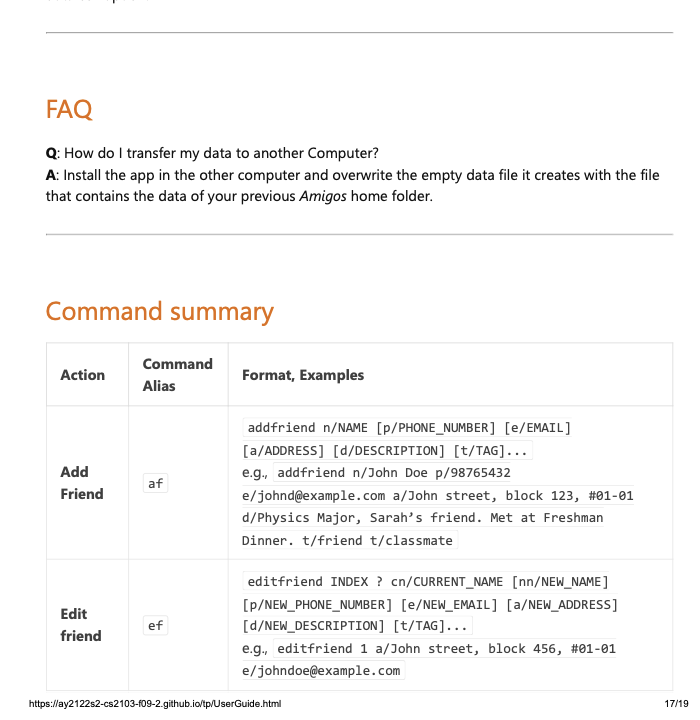 FAQ
Q: How do I transfer my data to another Computer?
A: Install the app in the other computer and overwrite the empty data file it creates with the file
that contains the data of your previous Amigos home folder.
Command summary
Action
Command
Alias
Format, Examples
Add
Friend
af
addfriend n/NAME [p/PHONE_NUMBER] [e/EMAIL]
[a/ADDRESS] [d/DESCRIPTION] [t/TAG]...
e.g., addfriend n/John Doe p/98765432
e/johnd@example.com a/John street, block 123, #01-01
d/Physics Major, Sarah’s friend. Met at Freshman
Dinner. t/friend t/classmate
Edit
friend
ef
editfriend INDEX ? cn/CURRENT_NAME [nn/NEW_NAME]
[p/NEW_PHONE_NUMBER] [e/NEW_EMAIL] [a/NEW_ADDRESS]
[d/NEW_DESCRIPTION] [t/TAG]...
e.g., editfriend 1 a/John street, block 456, #01-01
e/johndoe@example.com
https://ay2122s2-cs2103-f09-2.github.io/tp/UserGuide.html
17/19